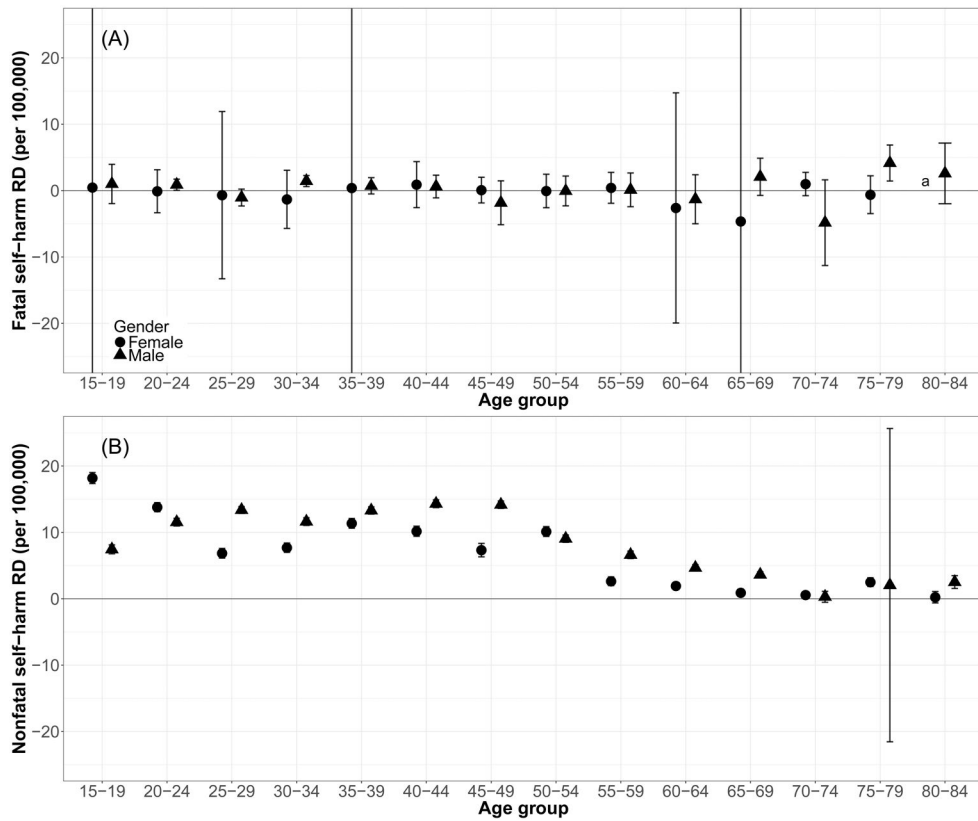 (A)
Fatal self-harm RD (per 100,000)
20
10
0
−10
−20
a
Gender
Female
Male
15−19 20−24 25−29 30−34 35−39 40−44 45−49 50−54 55−59 60−64 65−69 70−74 75−79 80−84
Age group
(B)
Nonfatal self-harm RD (per 100,000)
20
10
0
−10
−20
15−19 20−24 25−29 30−34 35−39 40−44 45−49 50−54 55−59 60−64 65−69 70−74 75−79 80−84
Age group